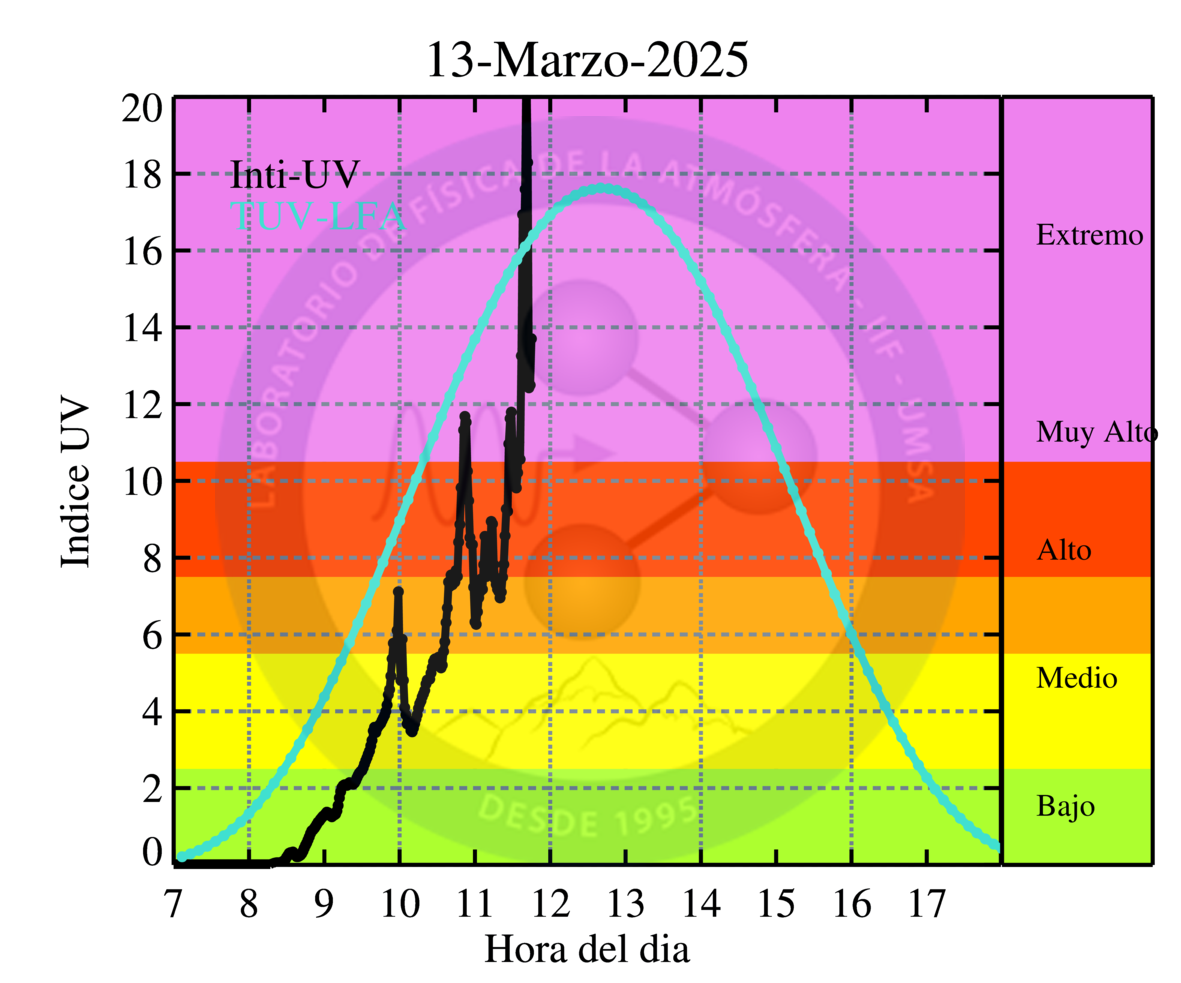 13-Marzo-2025
Inti-UV
TUV-LFA
LABORATORIO DE FÍSICA DE LA ATMÓSFERA - IIF - UMSA
DESDE 1995
Indice UV
20
18
16
14
12
10
8
6
4
2
0
Extremo
Muy Alto
Alto
Medio
Bajo
7 8 9 10 11 12 13 14 15 16 17
Hora del dia